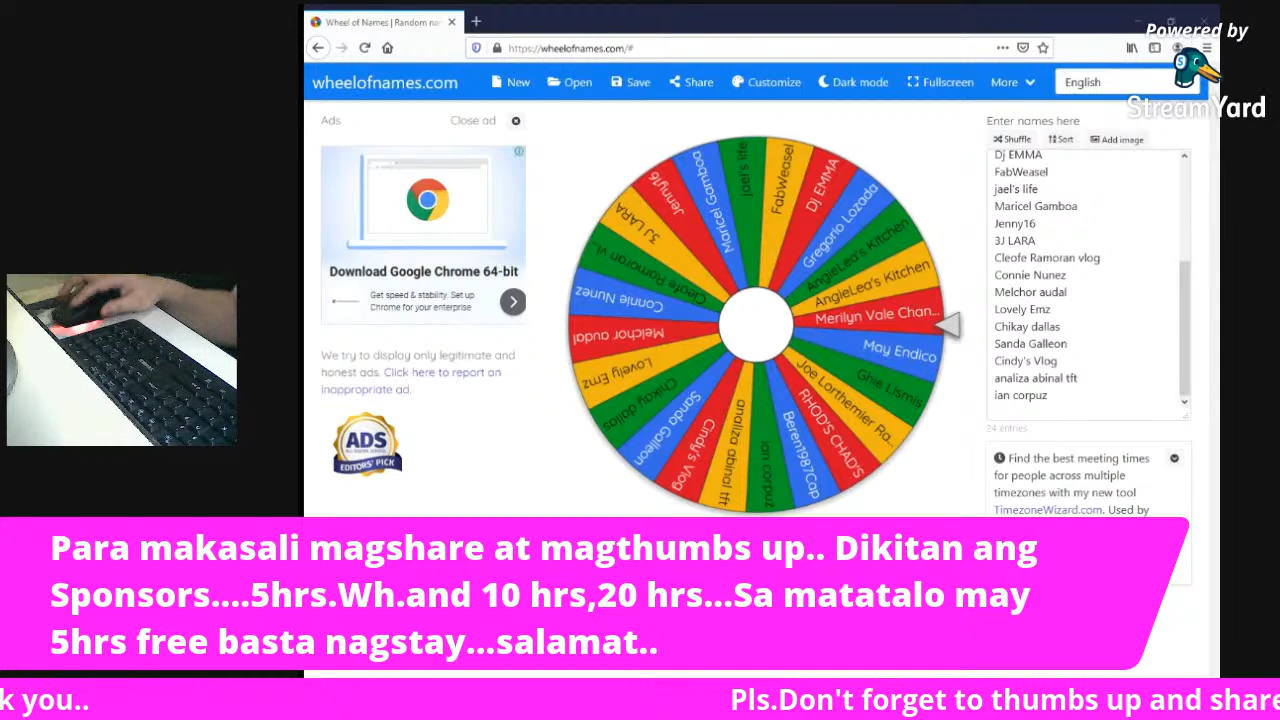 Wheel of Names | Random na
Powered by
StreamYard
https://wheelofnames.com/#
wheelofnames.com
New
Open
Save
Share
Customize
Dark mode
Fullscreen
More
English
Ads
Close ad
Download Google Chrome 64-bit
Get speed & stability. Set up
Chrome for your enterprise
We try to display only legitimate and
honest ads. Click here to report an
inappropriate ad.
ADS
EDITORS' PICK
jael's life
FabWeasel
Dj EMMA
Gregorio Lozada
AngieLea's Kitchen
AngieLea's Kitchen
Merilyn Vale Chan...
May Endico
Ghie LIsmis
Joe Lorthemier Ra...
RHOD'S CHAD'S
Beren1987Cap
ian corpuz
analiza abinal tft
Cindy's Vlog
Sanda Galleon
Chikay dallas
Lovely Emz
Melchor audal
Connie Nunez
Cleofe Ramoran vl...
3J LARA
Jenny16
Maricel Gamboa
Enter names here
Shuffle
Sort
Add image
Dj EMMA
FabWeasel
jael's life
Maricel Gamboa
Jenny16
3J LARA
Cleofe Ramoran vlog
Connie Nunez
Melchor audal
Lovely Emz
Chikay dallas
Sanda Galleon
Cindy's Vlog
analiza abinal tft
ian corpuz
24 entries
Find the best meeting times
for people across multiple
timezones with my new tool
TimezoneWizard.com. Used by
Para makasali magshare at magthumbs up.. Dikitan ang
Sponsors....5hrs.Wh.and 10 hrs,20 hrs...Sa matatalo may
5hrs free basta nagstay...salamat..
k you..
Pls.Don't forget to thumbs up and share